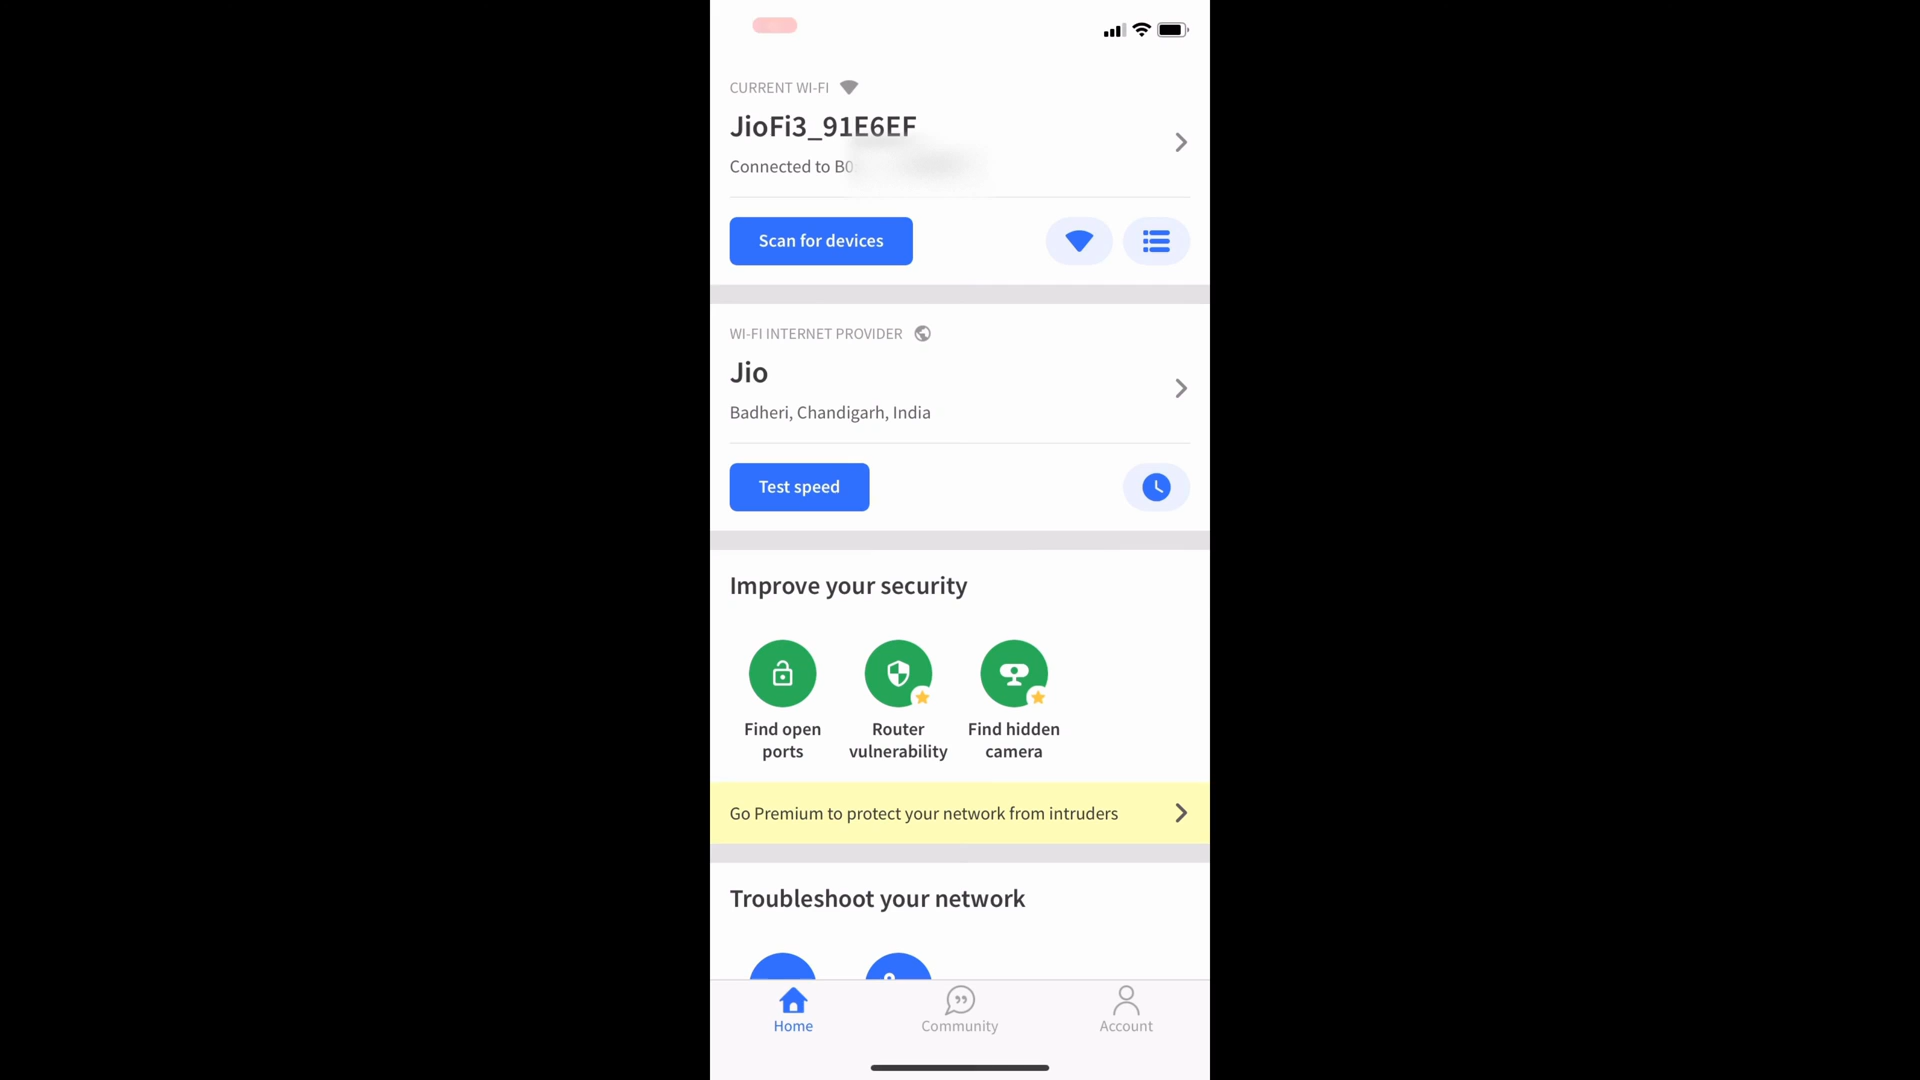 CURRENT WI-FI
JioFi3_91E6EF
Connected to B0
Scan for devices
WI-FI INTERNET PROVIDER
Jio
Badheri, Chandigarh, India
Test speed
Improve your security
Find open
ports
Router
vulnerability
Find hidden
camera
Go Premium to protect your network from intruders
Troubleshoot your network
Home
Community
Account